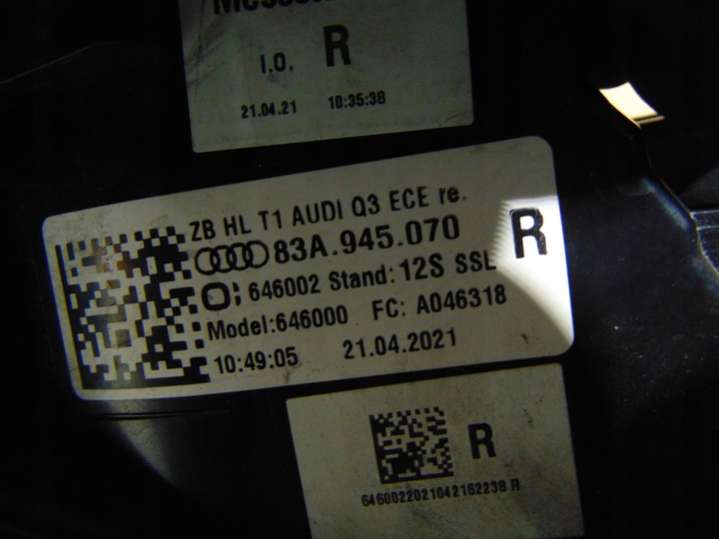 I.O. R
21.04.21 10:35:38
ZB HL T1 AUDI Q3 ECE re.
83A.945.070 R
646002 Stand: 12S SSL
Model:646000 FC: A046318
10:49:05 21.04.2021
R
6460022021042162238 R